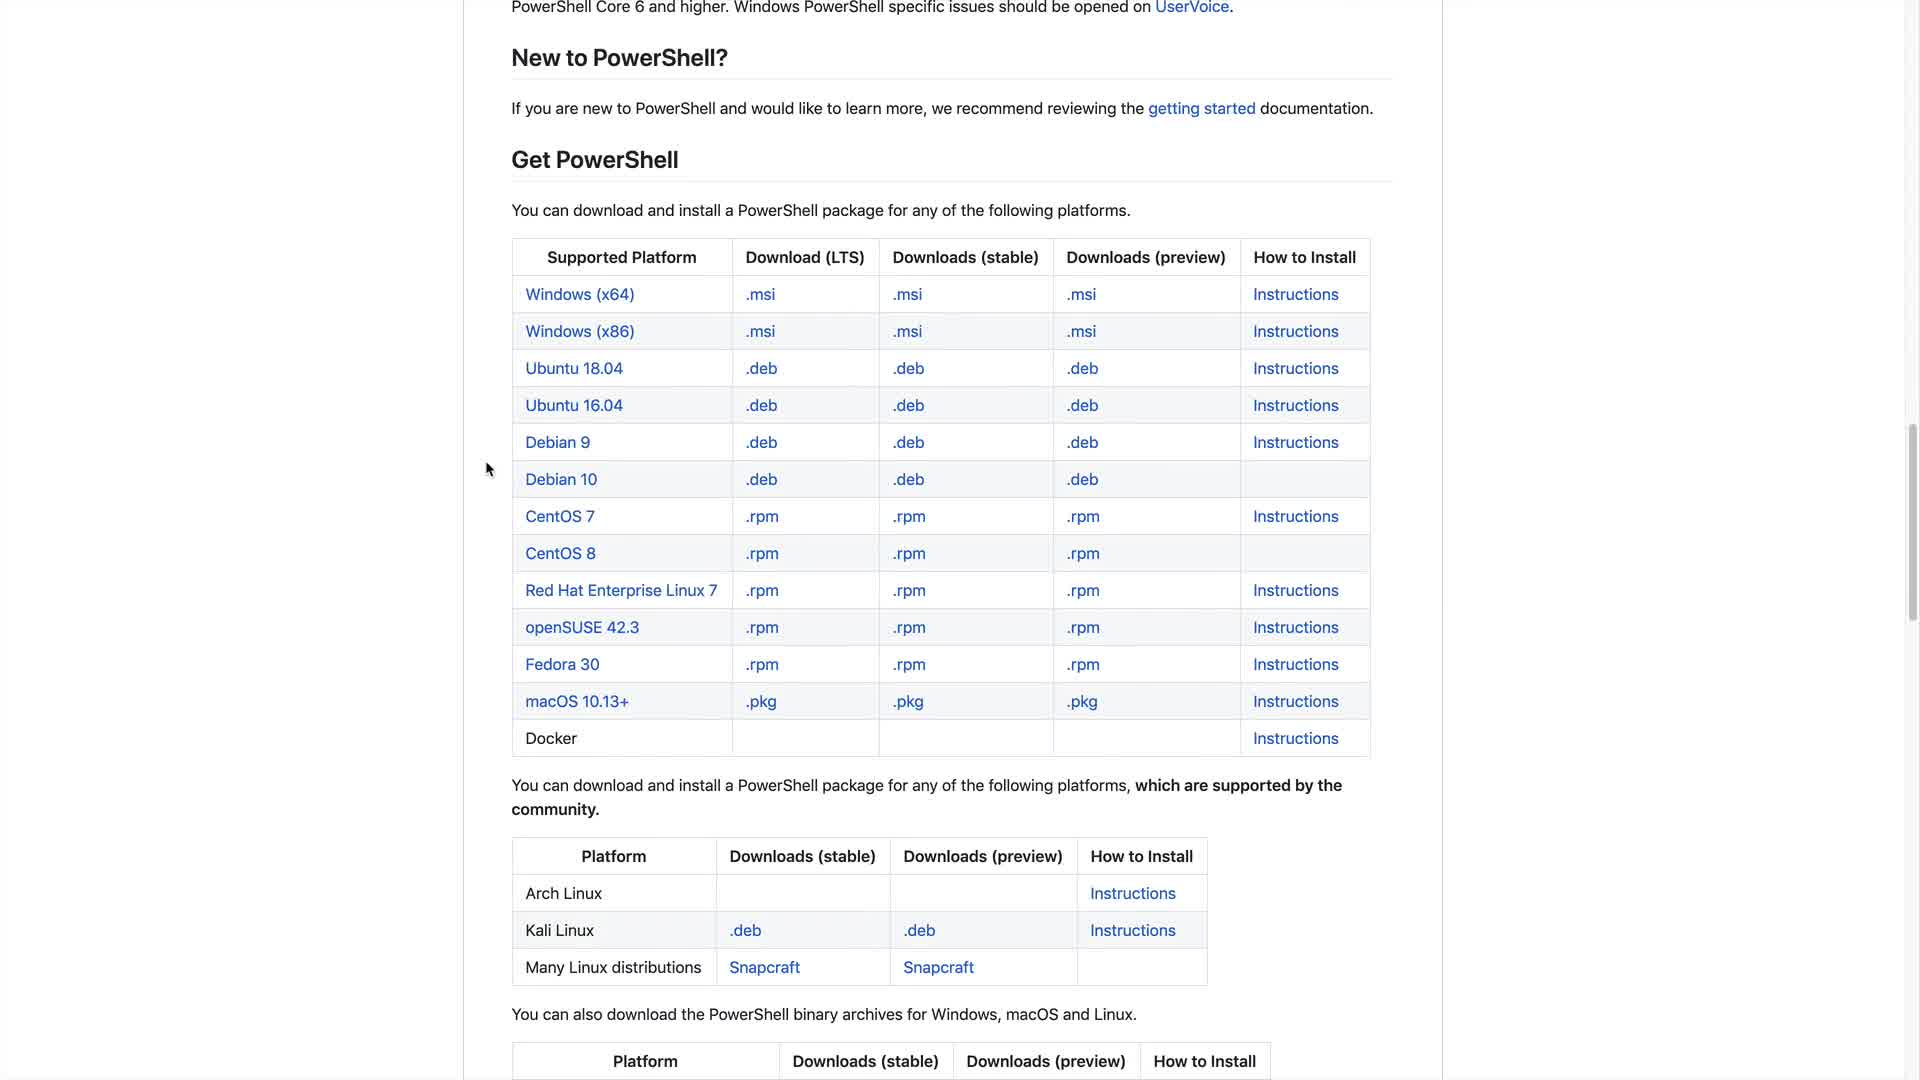 PowerShell Core 6 and higher. Windows PowerShell specific issues should be opened on UserVoice.
New to PowerShell?
If you are new to PowerShell and would like to learn more, we recommend reviewing the getting started documentation.
Get PowerShell
You can download and install a PowerShell package for any of the following platforms.
Supported Platform Download (LTS) Downloads (stable) Downloads (preview) How to Install
Windows (x64) .msi .msi .msi Instructions
Windows (x86) .msi .msi .msi Instructions
Ubuntu 18.04 .deb .deb .deb Instructions
Ubuntu 16.04 .deb .deb .deb Instructions
Debian 9 .deb .deb .deb Instructions
Debian 10 .deb .deb .deb
CentOS 7 .rpm .rpm .rpm Instructions
CentOS 8 .rpm .rpm .rpm
Red Hat Enterprise Linux 7 .rpm .rpm .rpm Instructions
openSUSE 42.3 .rpm .rpm .rpm Instructions
Fedora 30 .rpm .rpm .rpm Instructions
macOS 10.13+ .pkg .pkg .pkg Instructions
Docker Instructions
You can download and install a PowerShell package for any of the following platforms, which are supported by the
community.
Platform Downloads (stable) Downloads (preview) How to Install
Arch Linux Instructions
Kali Linux .deb .deb Instructions
Many Linux distributions Snapcraft Snapcraft
You can also download the PowerShell binary archives for Windows, macOS and Linux.
Platform Downloads (stable) Downloads (preview) How to Install